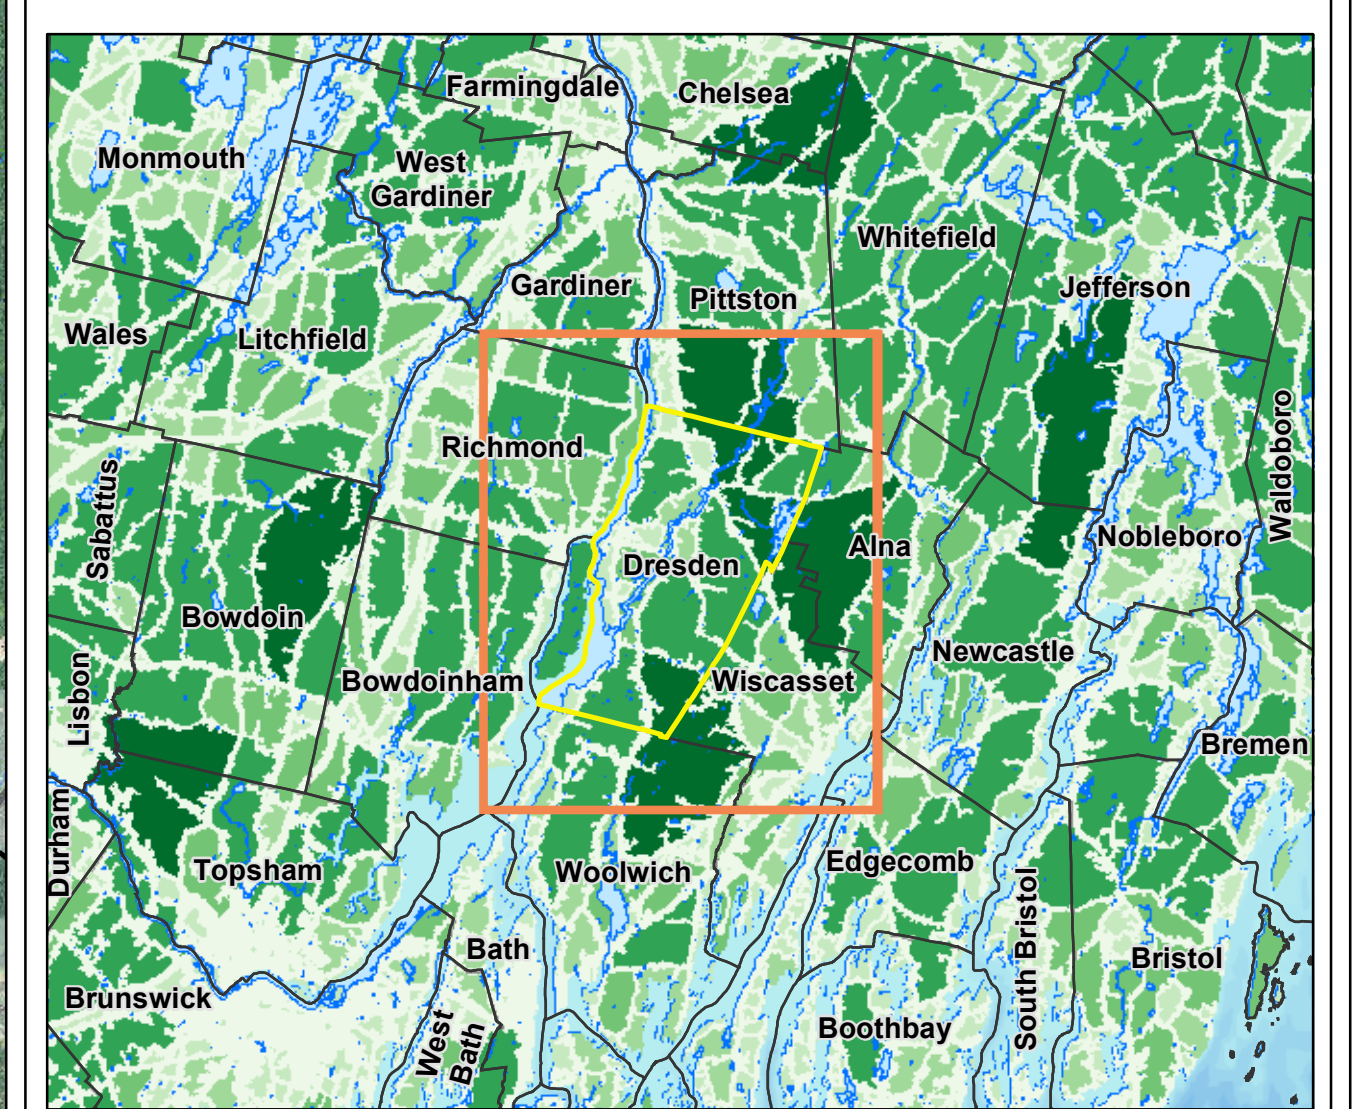 Farmingdale
Chelsea
Monmouth
West
Gardiner
Whitefield
Gardiner
Pittston
Jefferson
Wales
Litchfield
Richmond
Waldoboro
Sabattus
Nobleboro
Alna
Dresden
Bowdoin
Newcastle
Lisbon
Bowdoinham
Wiscasset
Bremen
Durham
Topsham
Woolwich
Edgecomb
South Bristol
Bath
Bristol
Brunswick
West
Bath
Boothbay